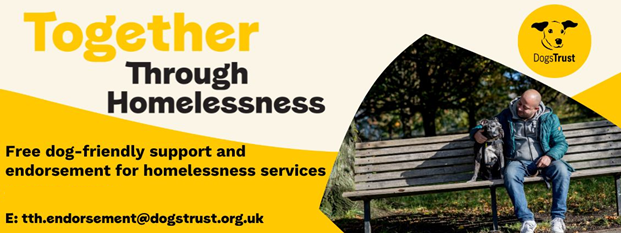 Together
Through
Homelessness
DogsTrust
Free dog-friendly support and
endorsement for homelessness services
E: tth.endorsement@dogstrust.org.uk